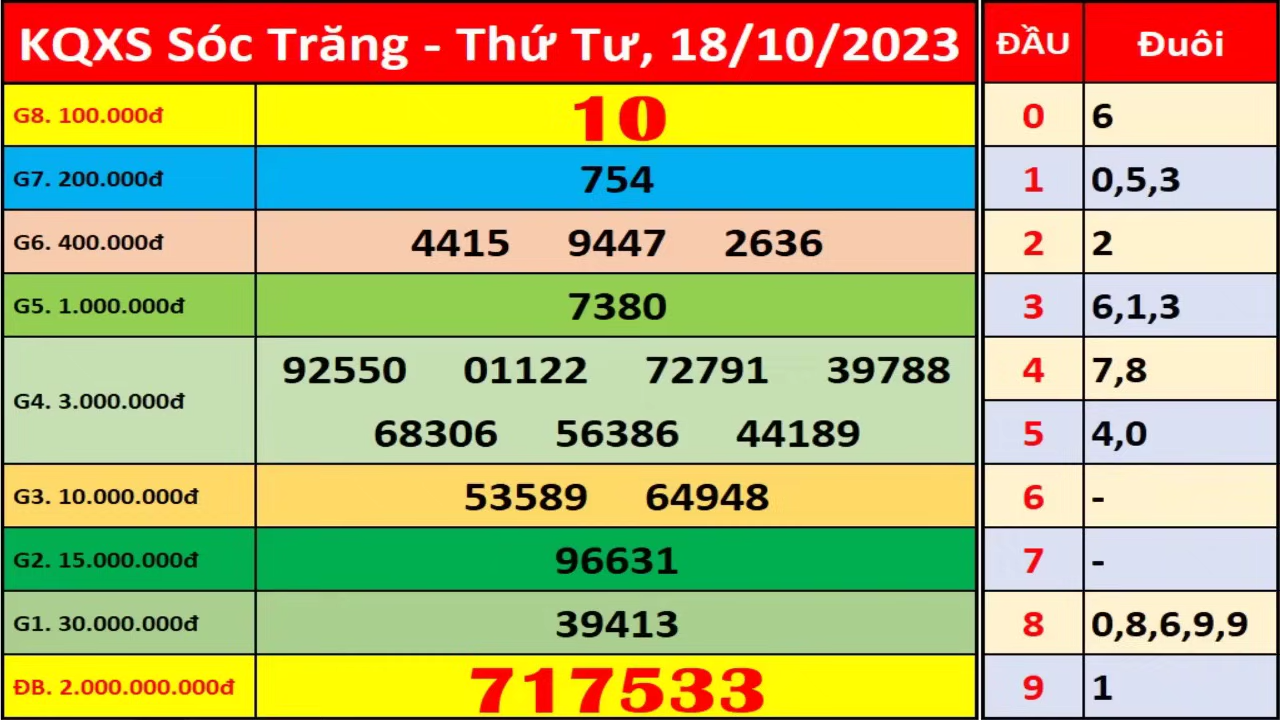 KQXS Sóc Trăng - Thứ Tư, 18/10/2023 ĐẦU Đuôi
G8. 100.000đ 10 0 6
G7. 200.000đ 754 1 0,5,3
G6. 400.000đ 4415 9447 2636 2 2
G5. 1.000.000đ 7380 3 6,1,3
G4. 3.000.000đ 92550 01122 72791 39788 4 7,8
68306 56386 44189 5 4,0
G3. 10.000.000đ 53589 64948 6 -
G2. 15.000.000đ 96631 7 -
G1. 30.000.000đ 39413 8 0,8,6,9,9
ĐB. 2.000.000.000đ 717533 9 1